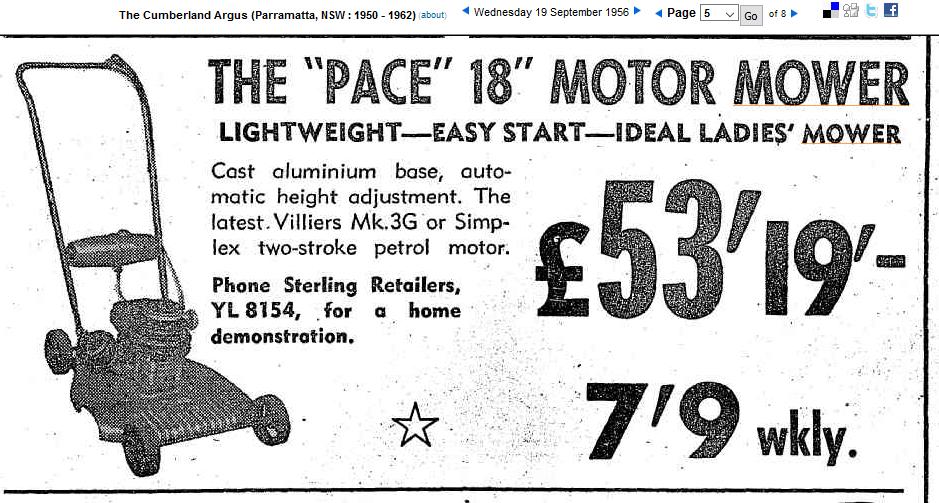 The Cumberland Argus (Parramatta, NSW : 1950 - 1962) (about) Wednesday 19 September 1956 Page 5 Go of 8
THE "PACE" 18" MOTOR MOWER
LIGHTWEIGHT—EASY START—IDEAL LADIES' MOWER
Cast aluminium base, auto-
matic height adjustment. The
latest Villiers Mk.3G or Simp-
lex two-stroke petrol motor.
Phone Sterling Retailers,
YL 8154, for a home
demonstration.
£53'19'-
7'9 wkly.